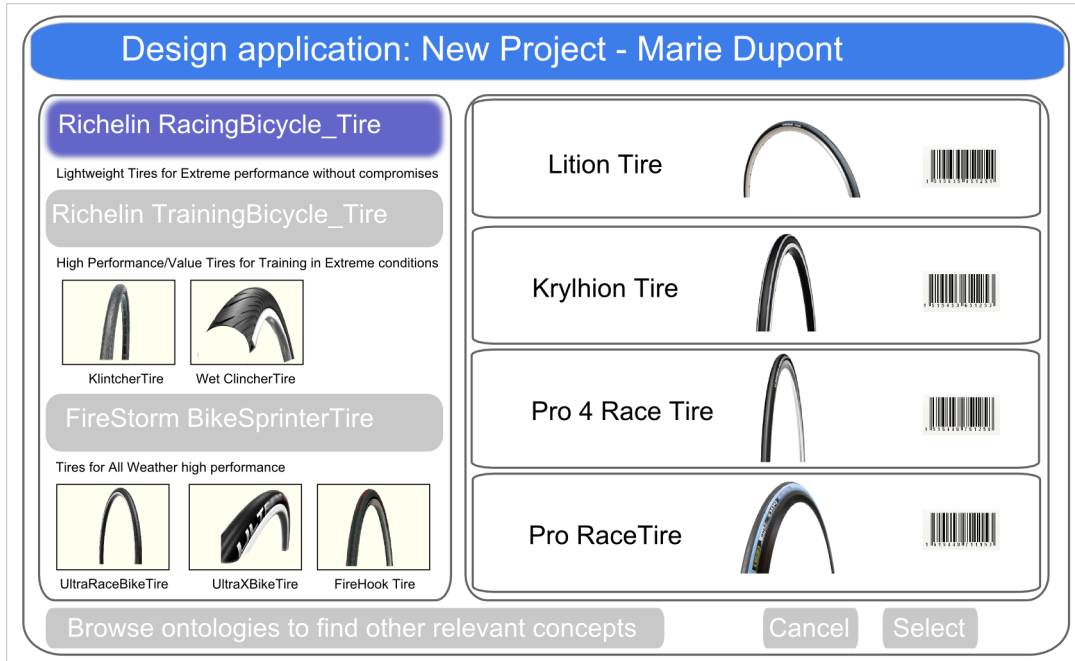 Design application: New Project - Marie Dupont
Richelin RacingBicycle_Tire
Lightweight Tires for Extreme performance without compromises
Richelin TrainingBicycle_Tire
High Performance/Value Tires for Training in Extreme conditions
KlintcherTire
Wet ClincherTire
FireStorm BikeSprinterTire
Tires for All Weather high performance
UltraRaceBikeTire
UltraXBikeTire
FireHook Tire
Lition Tire
Krylhion Tire
Pro 4 Race Tire
Pro RaceTire
Browse ontologies to find other relevant concepts
Cancel
Select